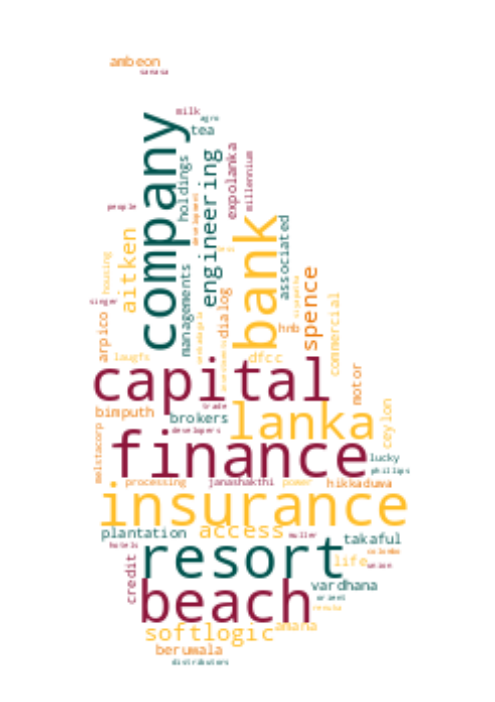 ambeon
sanasa
milk
agro
tea
company
holdings
engineering
expolanka
millennium
people
development
bank
associated
aitken
housing
managements
dialog
spence
hnb
singer
arpico
commercial
laugfs
dfcc
capital
motor
bimputh
trade
brokers
lanka
ceylon
developers
melstacorp
finance
lucky
phillips
processing
janashakthi
power
hikkaduwa
insurance
plantation
access
muller
takaful
hotels
resort
colombo
life
union
credit
vardhana
beach
orient
renuka
softlogic
amana
beruwala
distributors